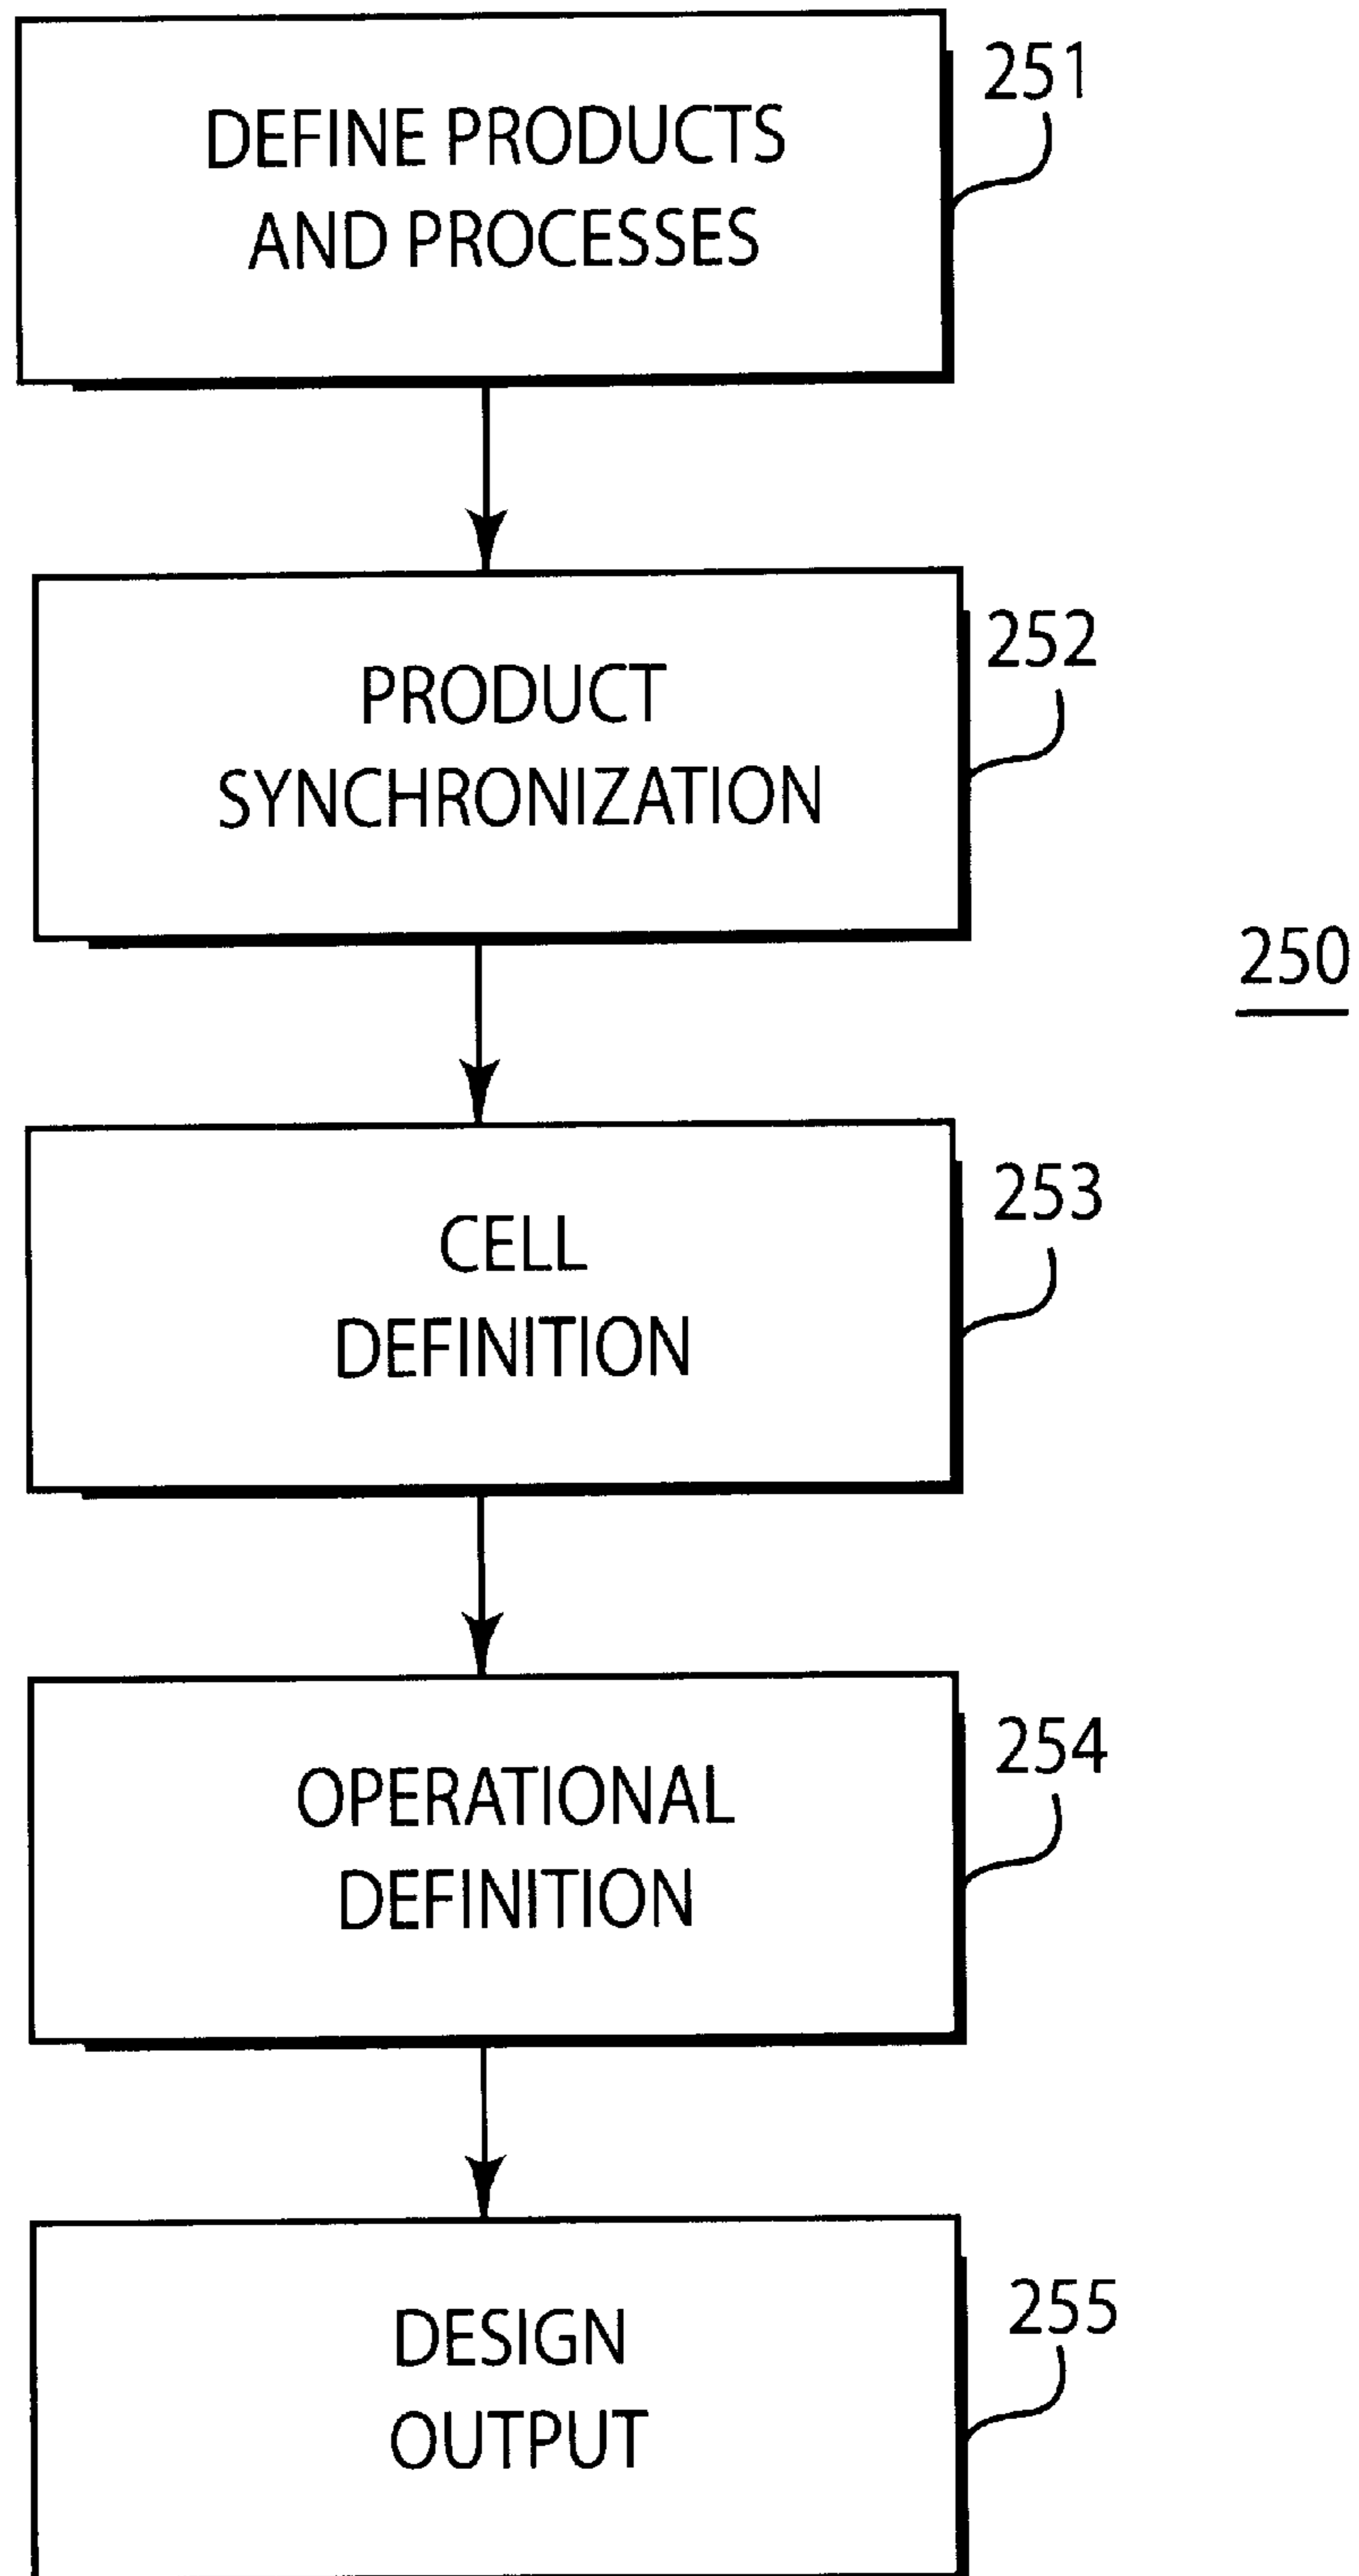 DEFINE PRODUCTS
AND PROCESSES
251
PRODUCT
SYNCHRONIZATION
252
250
CELL
DEFINITION
253
OPERATIONAL
DEFINITION
254
DESIGN
OUTPUT
255